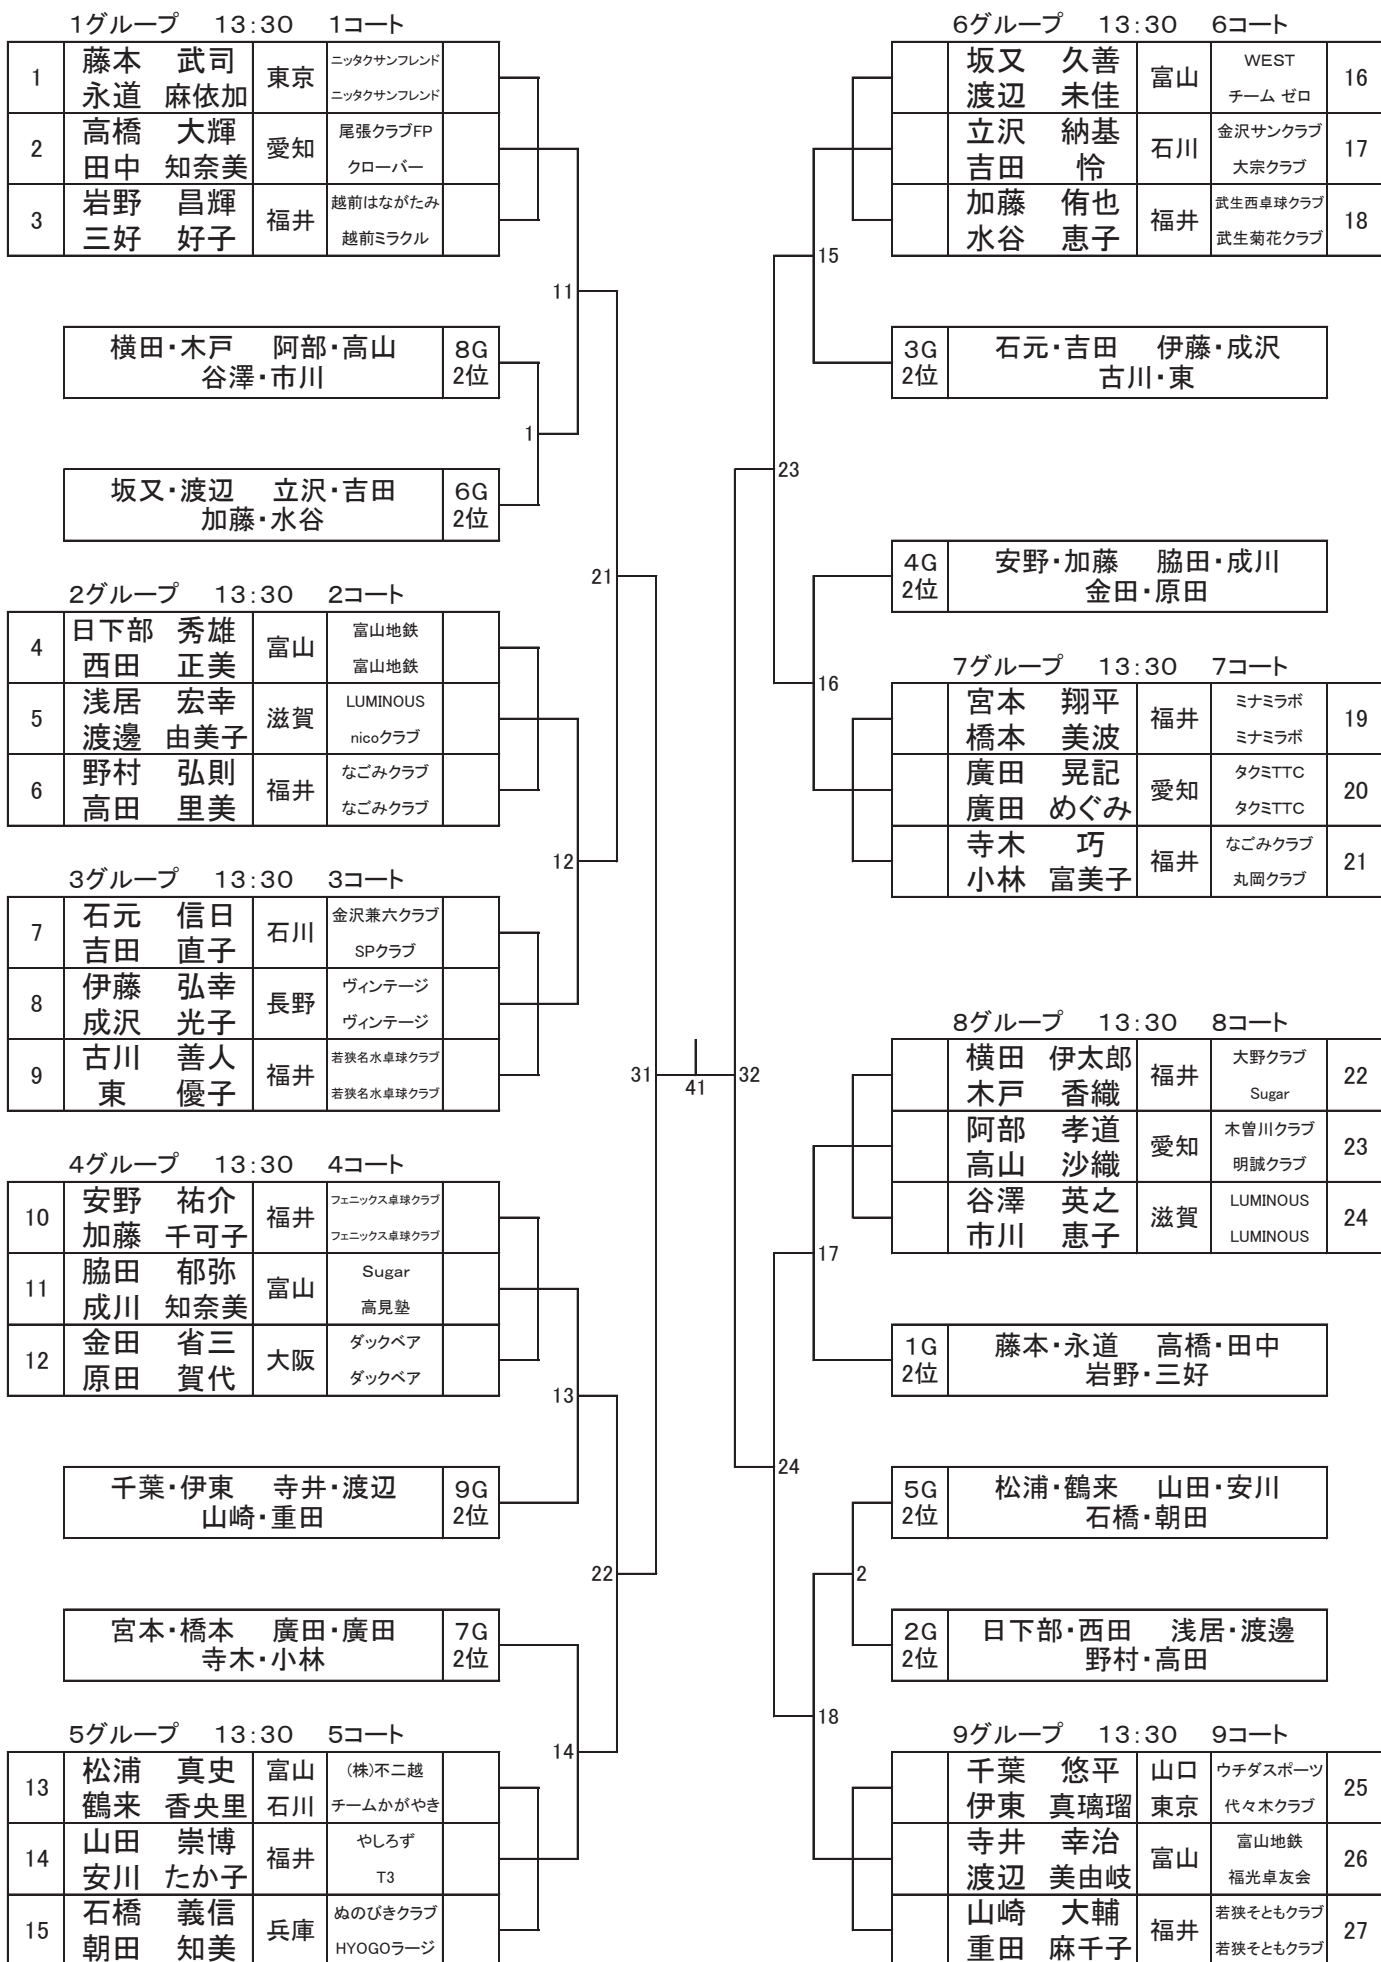 1グループ　13:30　1コート
1 藤本 武司 東京 ニッタクサンフレンド
永道 麻依加 ニッタクサンフレンド
2 高橋 大輝 愛知 尾張クラブFP
田中 知奈美 クローバー
3 岩野 昌輝 福井 越前はながたみ
三好 好子 越前ミラクル
11
横田・木戸 阿部・高山 8G
谷澤・市川 2位
1
坂又・渡辺 立沢・吉田 6G
加藤・水谷 2位
21
2グループ　13:30　2コート
4 日下部 秀雄 富山 富山地鉄
西田 正美 富山地鉄
5 浅居 宏幸 滋賀 LUMINOUS
渡邊 由美子 nicoクラブ
6 野村 弘則 福井 なごみクラブ
高田 里美 なごみクラブ
12
3グループ　13:30　3コート
7 石元 信日 石川 金沢兼六クラブ
吉田 直子 SPクラブ
8 伊藤 弘幸 長野 ヴィンテージ
成沢 光子 ヴィンテージ
9 古川 善人 福井 若狭名水卓球クラブ
東 優子 若狭名水卓球クラブ
31 41 32
4グループ　13:30　4コート
10 安野 祐介 福井 フェニックス卓球クラブ
加藤 千可子 フェニックス卓球クラブ
11 脇田 郁弥 富山 Sugar
成川 知奈美 高見塾
12 金田 省三 大阪 ダックベア
原田 賀代 ダックベア
13
千葉・伊東 寺井・渡辺 9G
山崎・重田 2位
22
宮本・橋本 廣田・廣田 7G
寺木・小林 2位
5グループ　13:30　5コート
14
13 松浦 真史 富山 (株)不二越
鶴来 香央里 石川 チームかがやき
14 山田 崇博 福井 やしろず
安川 たか子 T3
15 石橋 義信 兵庫 ぬのびきクラブ
朝田 知美 HYOGOラージ
6グループ　13:30　6コート
坂又 久善 富山 WEST 16
渡辺 未佳 チーム ゼロ
立沢 納基 石川 金沢サンクラブ 17
吉田 怜 大宗クラブ
加藤 侑也 福井 武生西卓球クラブ 18
水谷 恵子 武生菊花クラブ
15
3G 石元・吉田 伊藤・成沢
2位 古川・東
23
4G 安野・加藤 脇田・成川
2位 金田・原田
7グループ　13:30　7コート
16
宮本 翔平 福井 ミナミラボ 19
橋本 美波 ミナミラボ
廣田 晃記 愛知 タクミTTC 20
廣田 めぐみ タクミTTC
寺木 巧 福井 なごみクラブ 21
小林 富美子 丸岡クラブ
8グループ　13:30　8コート
横田 伊太郎 福井 大野クラブ 22
木戸 香織 Sugar
阿部 孝道 愛知 木曽川クラブ 23
高山 沙織 明誠クラブ
谷澤 英之 滋賀 LUMINOUS 24
市川 恵子 LUMINOUS
17
1G 藤本・永道 高橋・田中
2位 岩野・三好
24
5G 松浦・鶴来 山田・安川
2位 石橋・朝田
2
2G 日下部・西田 浅居・渡邊
2位 野村・高田
18
9グループ　13:30　9コート
千葉 悠平 山口 ウチダスポーツ 25
伊東 真璃瑠 東京 代々木クラブ
寺井 幸治 富山 富山地鉄 26
渡辺 美由岐 福光卓友会
山崎 大輔 福井 若狭そともクラブ 27
重田 麻千子 若狭そともクラブ